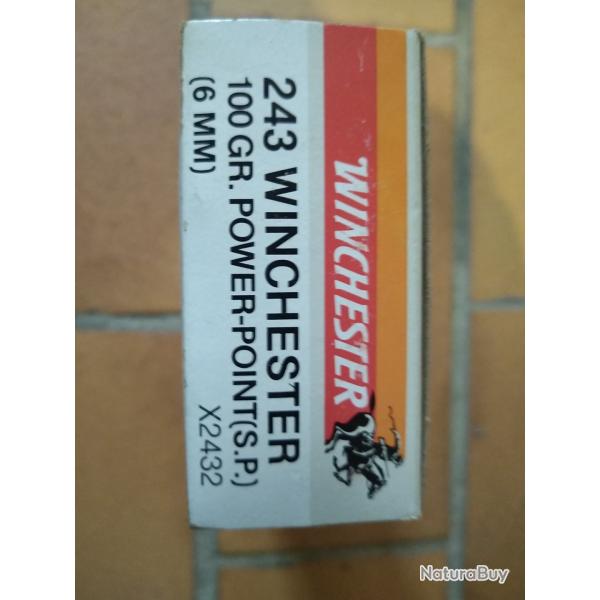 WINCHESTER
243 WINCHESTER
100 GR. POWER-POINT(S.P.)
(6 MM)
X2432
NaturaBuy